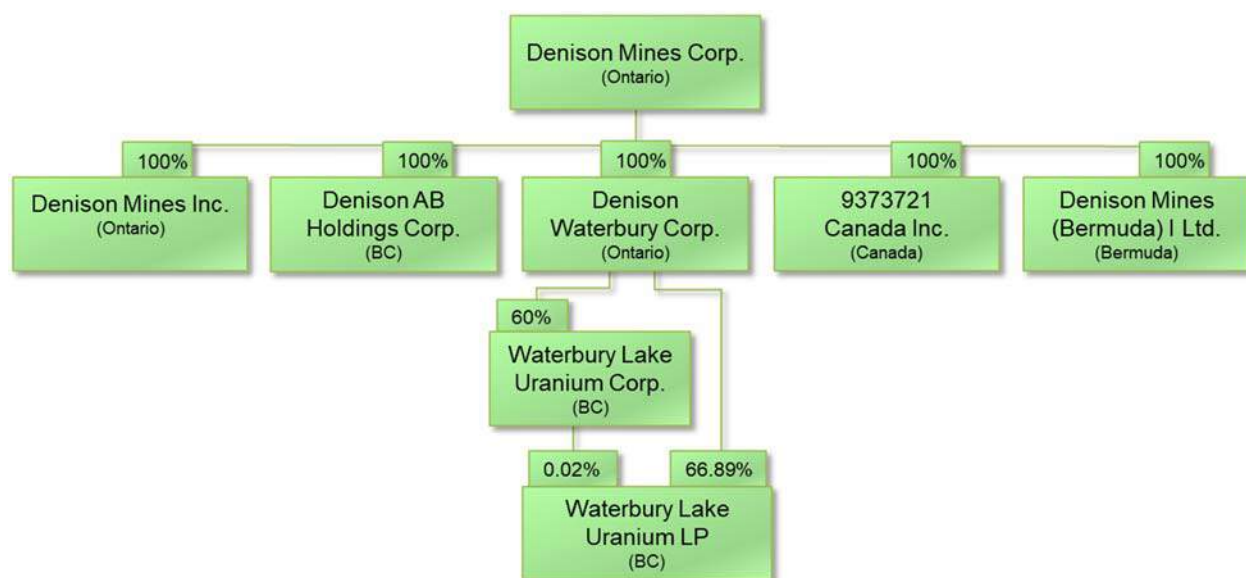 Denison Mines Corp.
(Ontario)
100%
100%
100%
100%
100%
Denison Mines Inc.
(Ontario)
Denison AB
Holdings Corp.
(BC)
Denison
Waterbury Corp.
(Ontario)
9373721
Canada Inc.
(Canada)
Denison Mines
(Bermuda) I Ltd.
(Bermuda)
60%
Waterbury Lake
Uranium Corp.
(BC)
0.02%
66.89%
Waterbury Lake
Uranium LP
(BC)